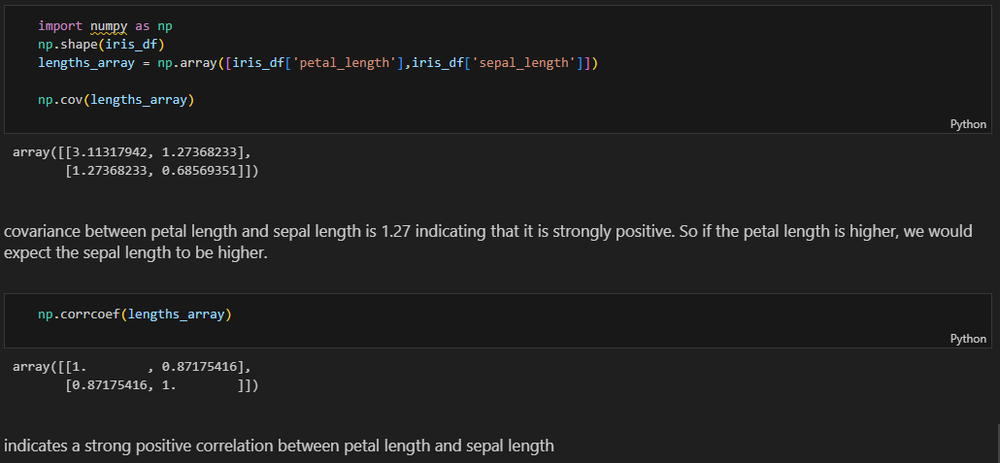 import numpy as np
np.shape(iris_df)
lengths_array = np.array([iris_df['petal_length'],iris_df['sepal_length']])
np.cov(lengths_array)
Python
array([[3.11317942, 1.27368233],
       [1.27368233, 0.68569351]])
covariance between petal length and sepal length is 1.27 indicating that it is strongly positive. So if the petal length is higher, we would
expect the sepal length to be higher.
np.corrcoef(lengths_array)
Python
array([[1.        , 0.87175416],
       [0.87175416, 1.        ]])
indicates a strong positive correlation between petal length and sepal length